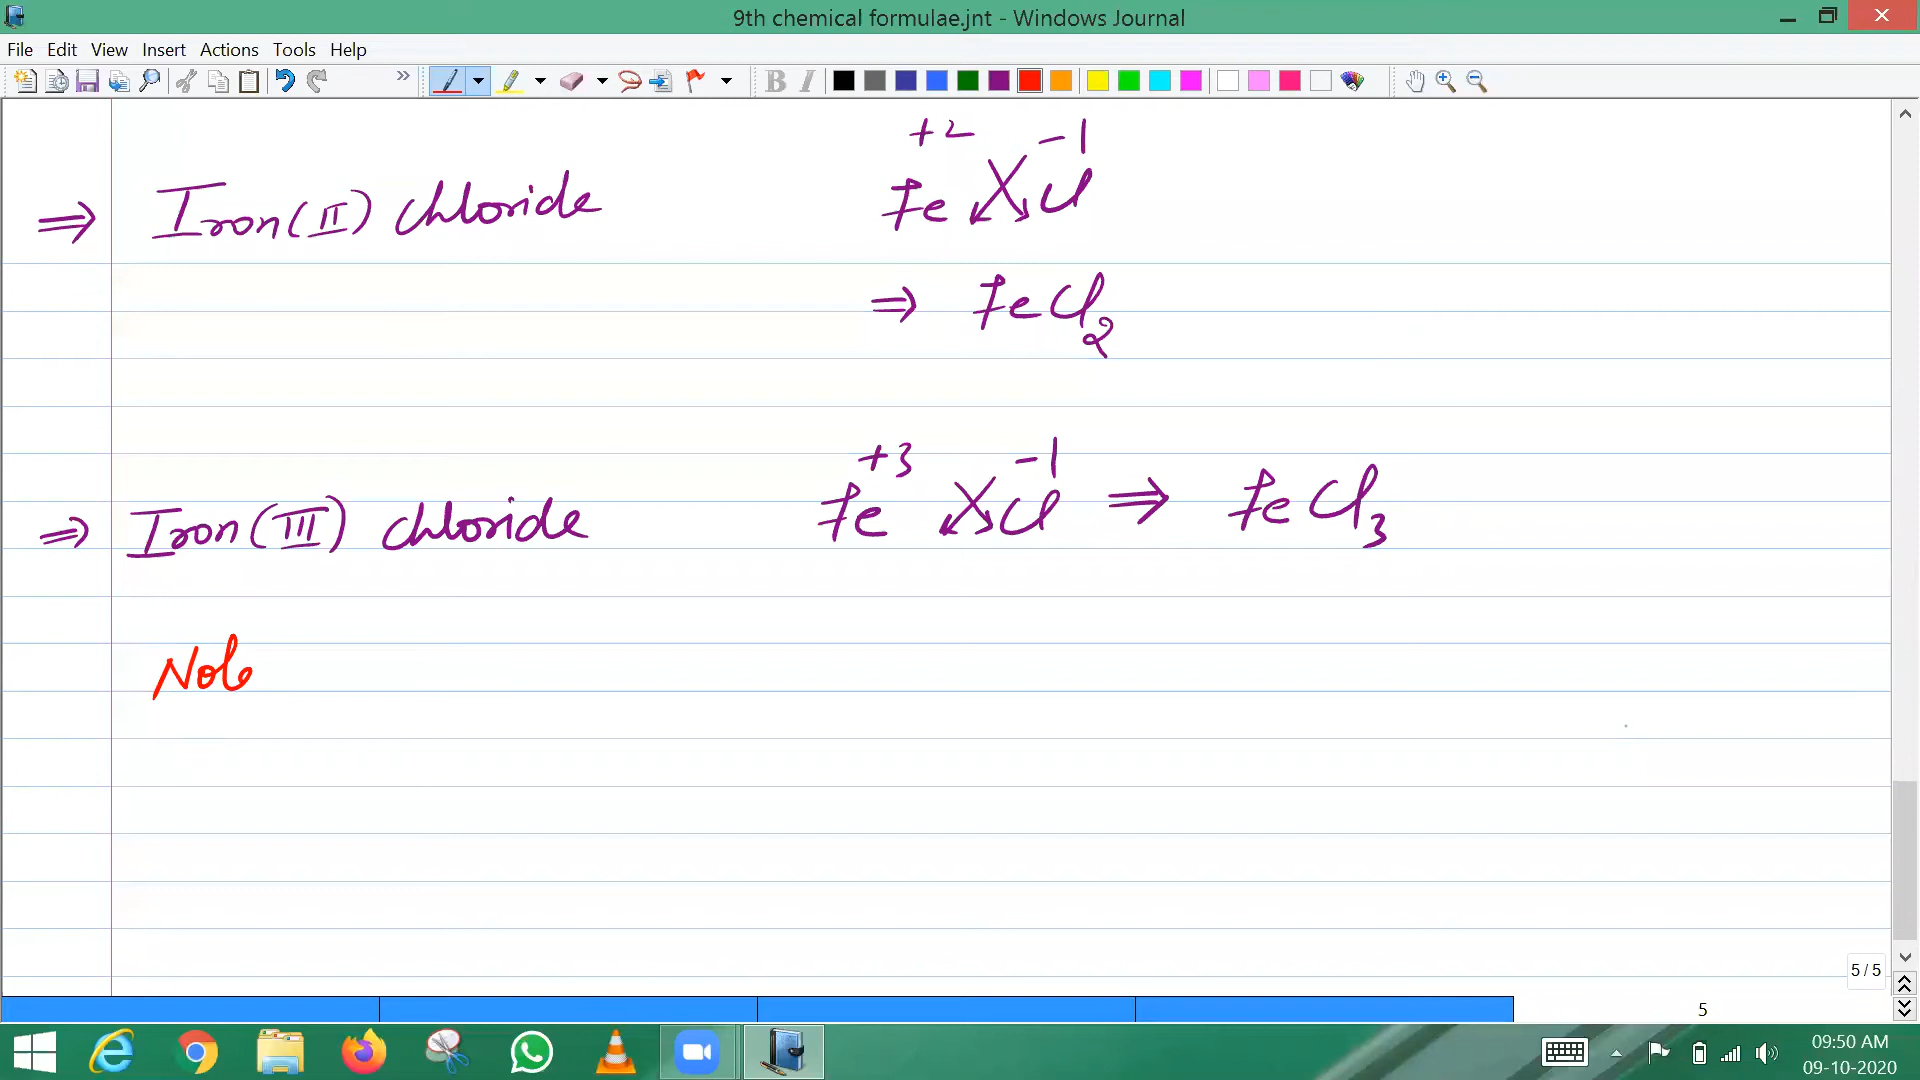 9th chemical formulae.jnt - Windows Journal
File Edit View Insert Actions Tools Help
+2 -1
⇒ Iron(II) chloride Fe Cl
⇒ FeCl₂
+3 -1
⇒ Iron(III) chloride Fe Cl ⇒ FeCl₃
5 / 5
5
09:50 AM
09-10-2020